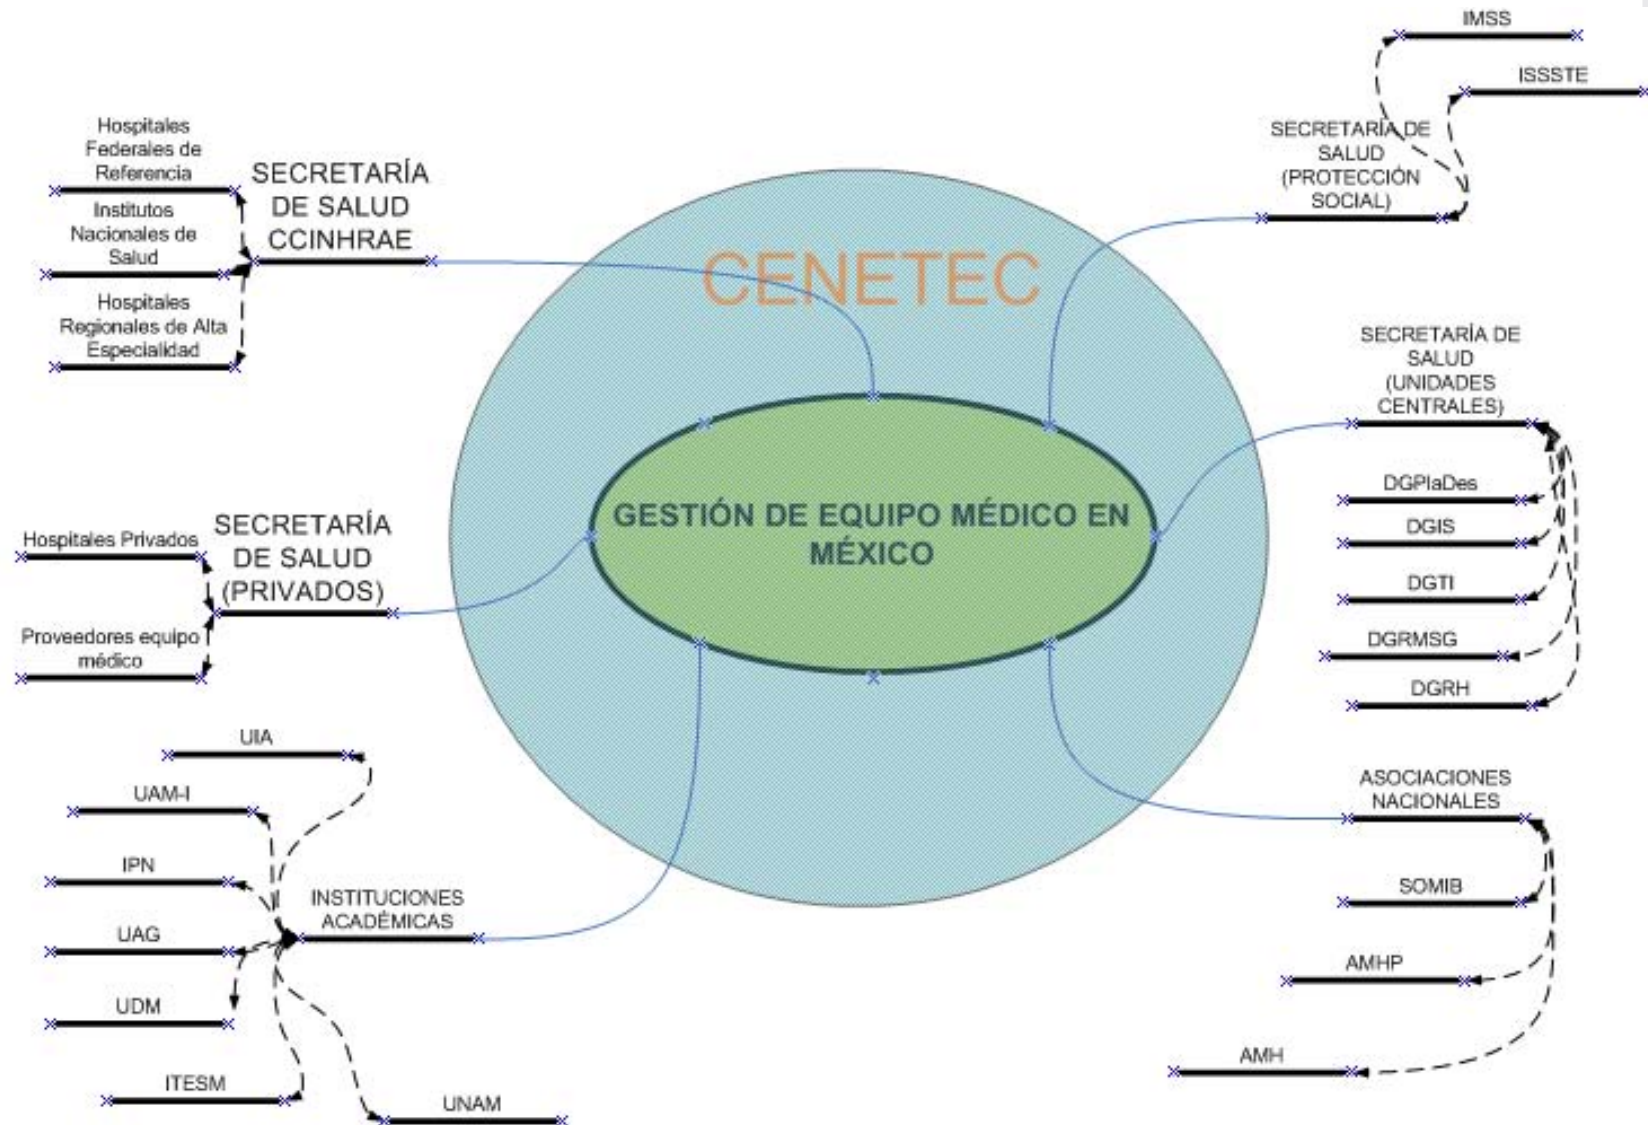 IMSS
ISSSTE
SECRETARÍA DE
SALUD
(PROTECCIÓN
SOCIAL)
Hospitales
Federales de
Referencia
Institutos
Nacionales de
Salud
Hospitales
Regionales de Alta
Especialidad
SECRETARÍA
DE SALUD
CCINHRAE
CENETEC
SECRETARÍA DE
SALUD
(UNIDADES
CENTRALES)
DGPlaDes
DGIS
DGTI
DGRMSG
DGRH
GESTIÓN DE EQUIPO MÉDICO EN
MÉXICO
Hospitales Privados
Proveedores equipo
médico
SECRETARÍA
DE SALUD
(PRIVADOS)
UIA
UAM-I
IPN
UAG
UDM
ITESM
UNAM
INSTITUCIONES
ACADÉMICAS
ASOCIACIONES
NACIONALES
SOMIB
AMHP
AMH